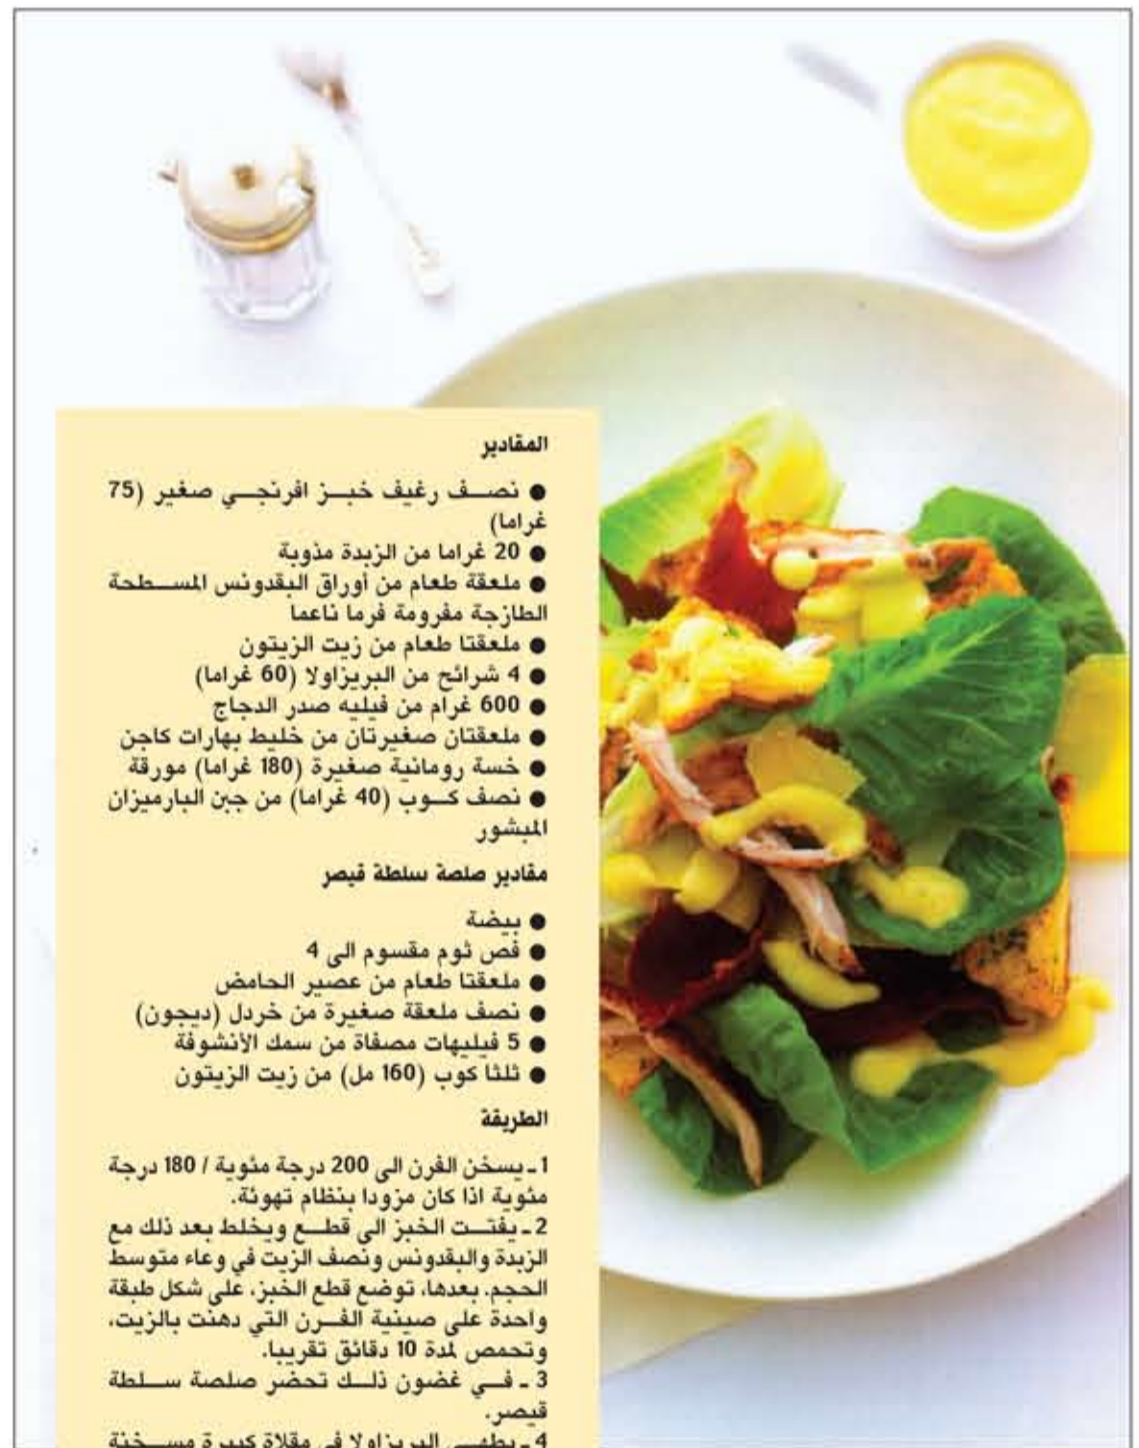 المقادير
● نصف رغيف خبز افرنجي صغير (75
غراما)
● 20 غراما من الزبدة مذوبة
● ملعقة طعام من أوراق البقدونس المسطحة
الطازجة مفرومة فرما ناعما
● ملعقتا طعام من زيت الزيتون
● 4 شرائح من البريزاولا (60 غراما)
● 600 غرام من فيليه صدر الدجاج
● ملعقتان صغيرتان من خليط بهارات كاجن
● خسة رومانية صغيرة (180 غراما) مورقة
● نصف كوب (40 غراما) من جبن البارميزان
المبشور
مقادير صلصة سلطة قيصر
● بيضة
● فص ثوم مقسوم الى 4
● ملعقتا طعام من عصير الحامض
● نصف ملعقة صغيرة من خردل (ديجون)
● 5 فيليهات مصفاة من سمك الأنشوفة
● ثلثا كوب (160 مل) من زيت الزيتون
الطريقة
1 ـ يسخن الفرن الى 200 درجة مئوية / 180 درجة
مئوية اذا كان مزودا بنظام تهوئة.
2 ـ يفتت الخبز الى قطع ويخلط بعد ذلك مع
الزبدة والبقدونس ونصف الزيت في وعاء متوسط
الحجم. بعدها، توضع قطع الخبز، على شكل طبقة
واحدة على صينية الفرن التي دهنت بالزيت،
وتحمص لمدة 10 دقائق تقريبا.
3 ـ في غضون ذلك تحضر صلصة سلطة
قيصر.
4 ـ يطهى البريزاولا في مقلاة كبيرة مسخنة